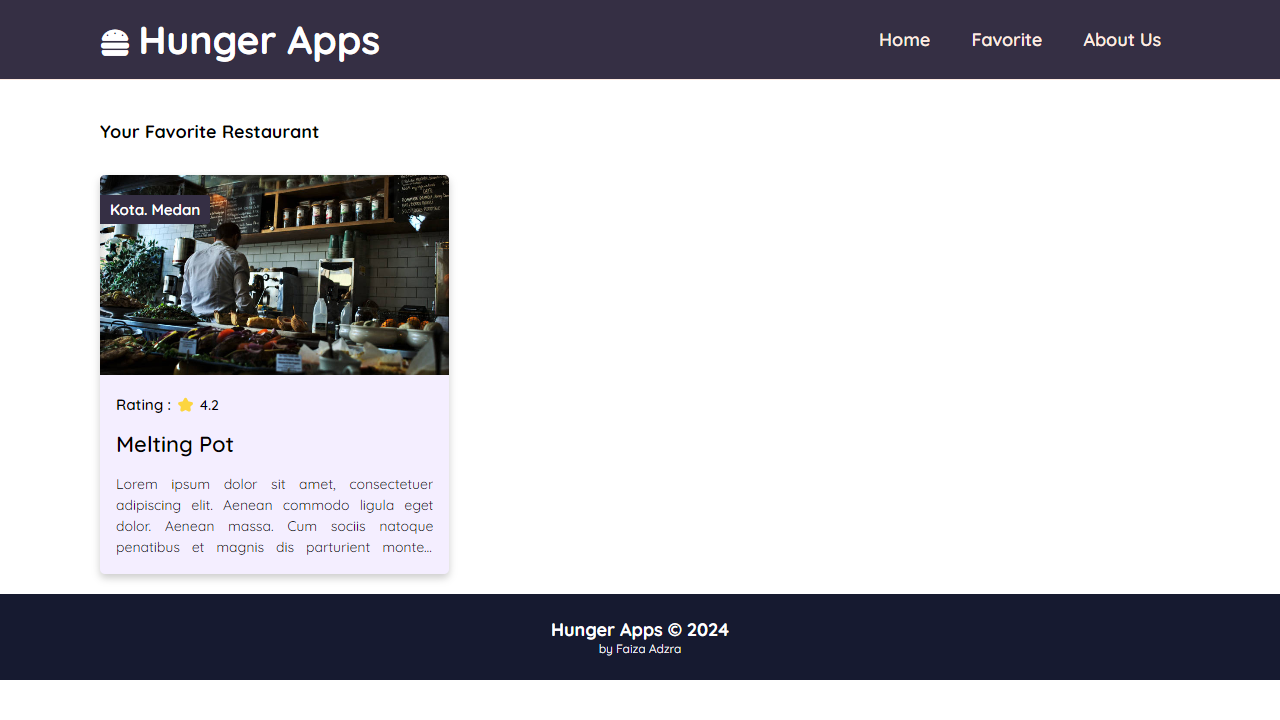 Hunger Apps
Home Favorite About Us
Your Favorite Restaurant
Kota. Medan
Rating : 4.2
Melting Pot
Lorem ipsum dolor sit amet, consectetuer
adipiscing elit. Aenean commodo ligula eget
dolor. Aenean massa. Cum sociis natoque
penatibus et magnis dis parturient monte...
Hunger Apps © 2024
by Faiza Adzra